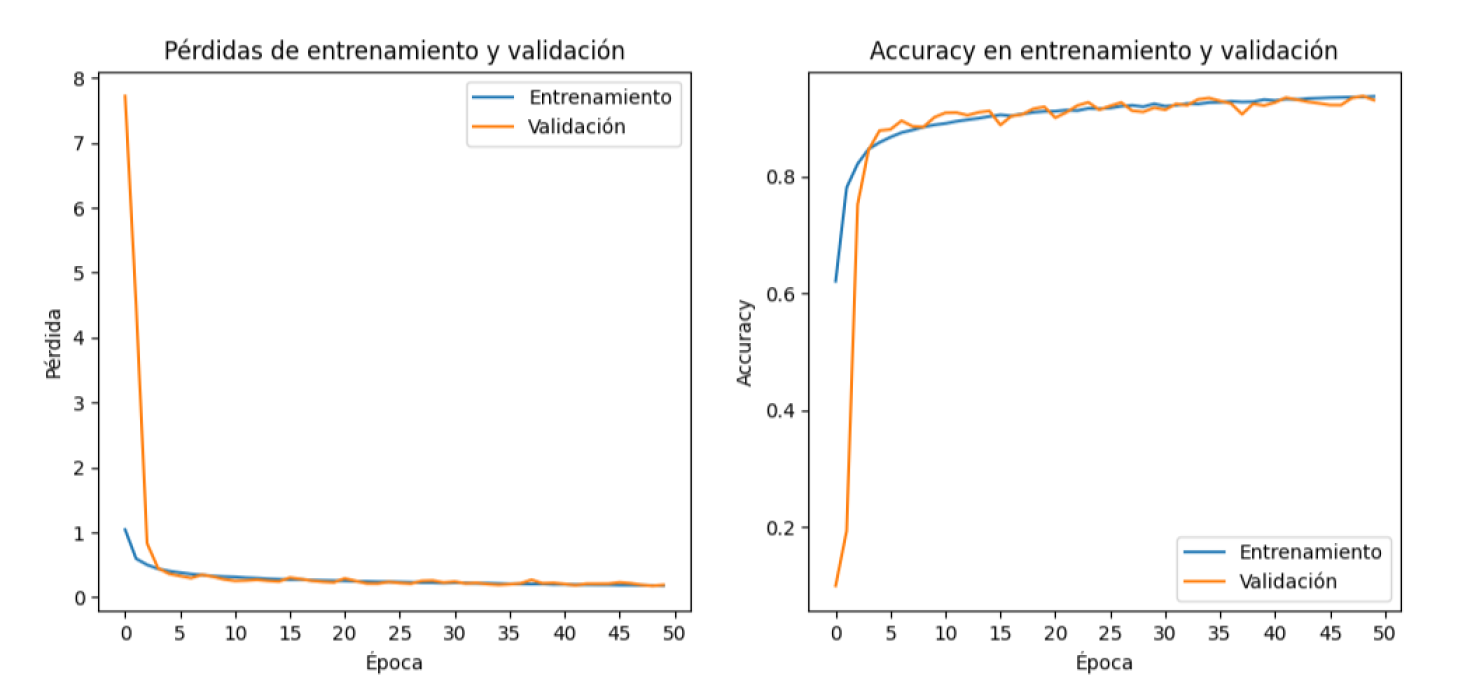 Pérdidas de entrenamiento y validación
8
7
6
5
4
3
2
1
0
Pérdida
Entrenamiento
Validación
0 5 10 15 20 25 30 35 40 45 50
Época
Accuracy en entrenamiento y validación
0.8
0.6
0.4
0.2
Accuracy
Entrenamiento
Validación
0 5 10 15 20 25 30 35 40 45 50
Época